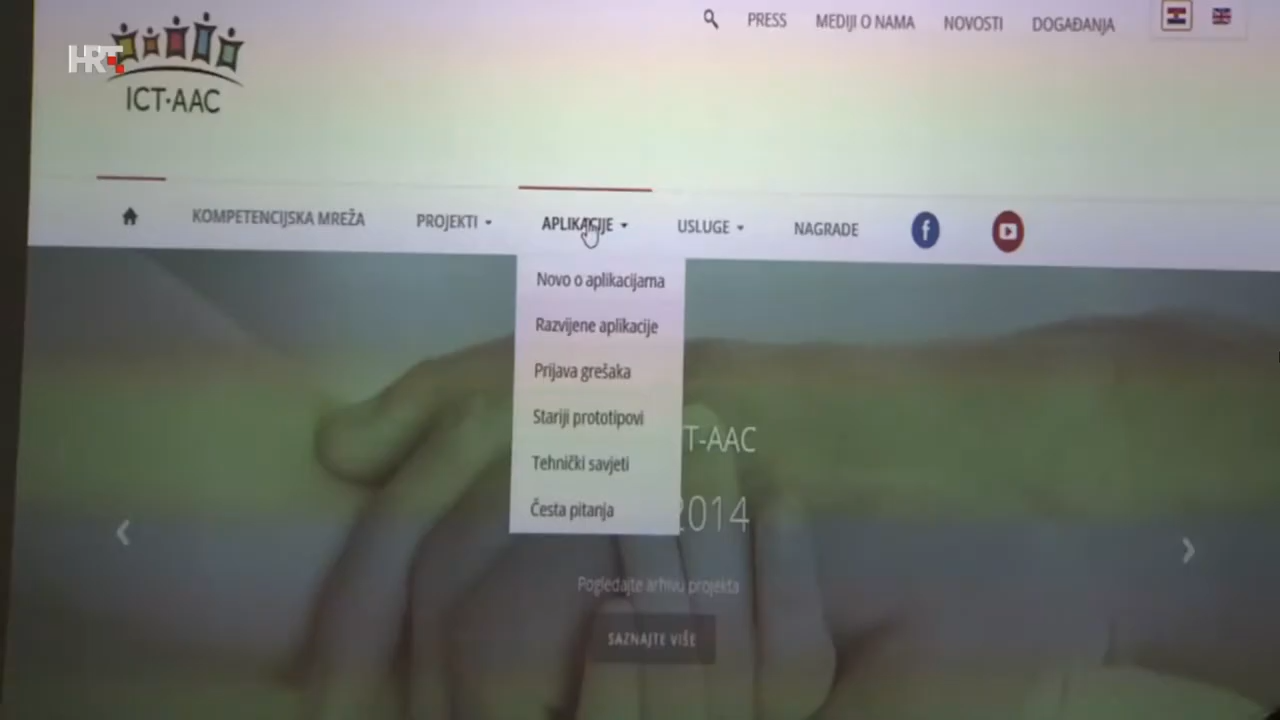 HRT
ICT-AAC
PRESS
MEDIJI O NAMA
NOVOSTI
DOGAĐANJA
KOMPETENCIJSKA MREŽA
PROJEKTI
APLIKACIJE
USLUGE
NAGRADE
Novo o aplikacijama
Razvijene aplikacije
Prijava grešaka
Stariji prototipovi
Tehnički savjeti
Česta pitanja
T-AAC
2014
Pogledajte arhivu projekta
SAZNAJTE VIŠE